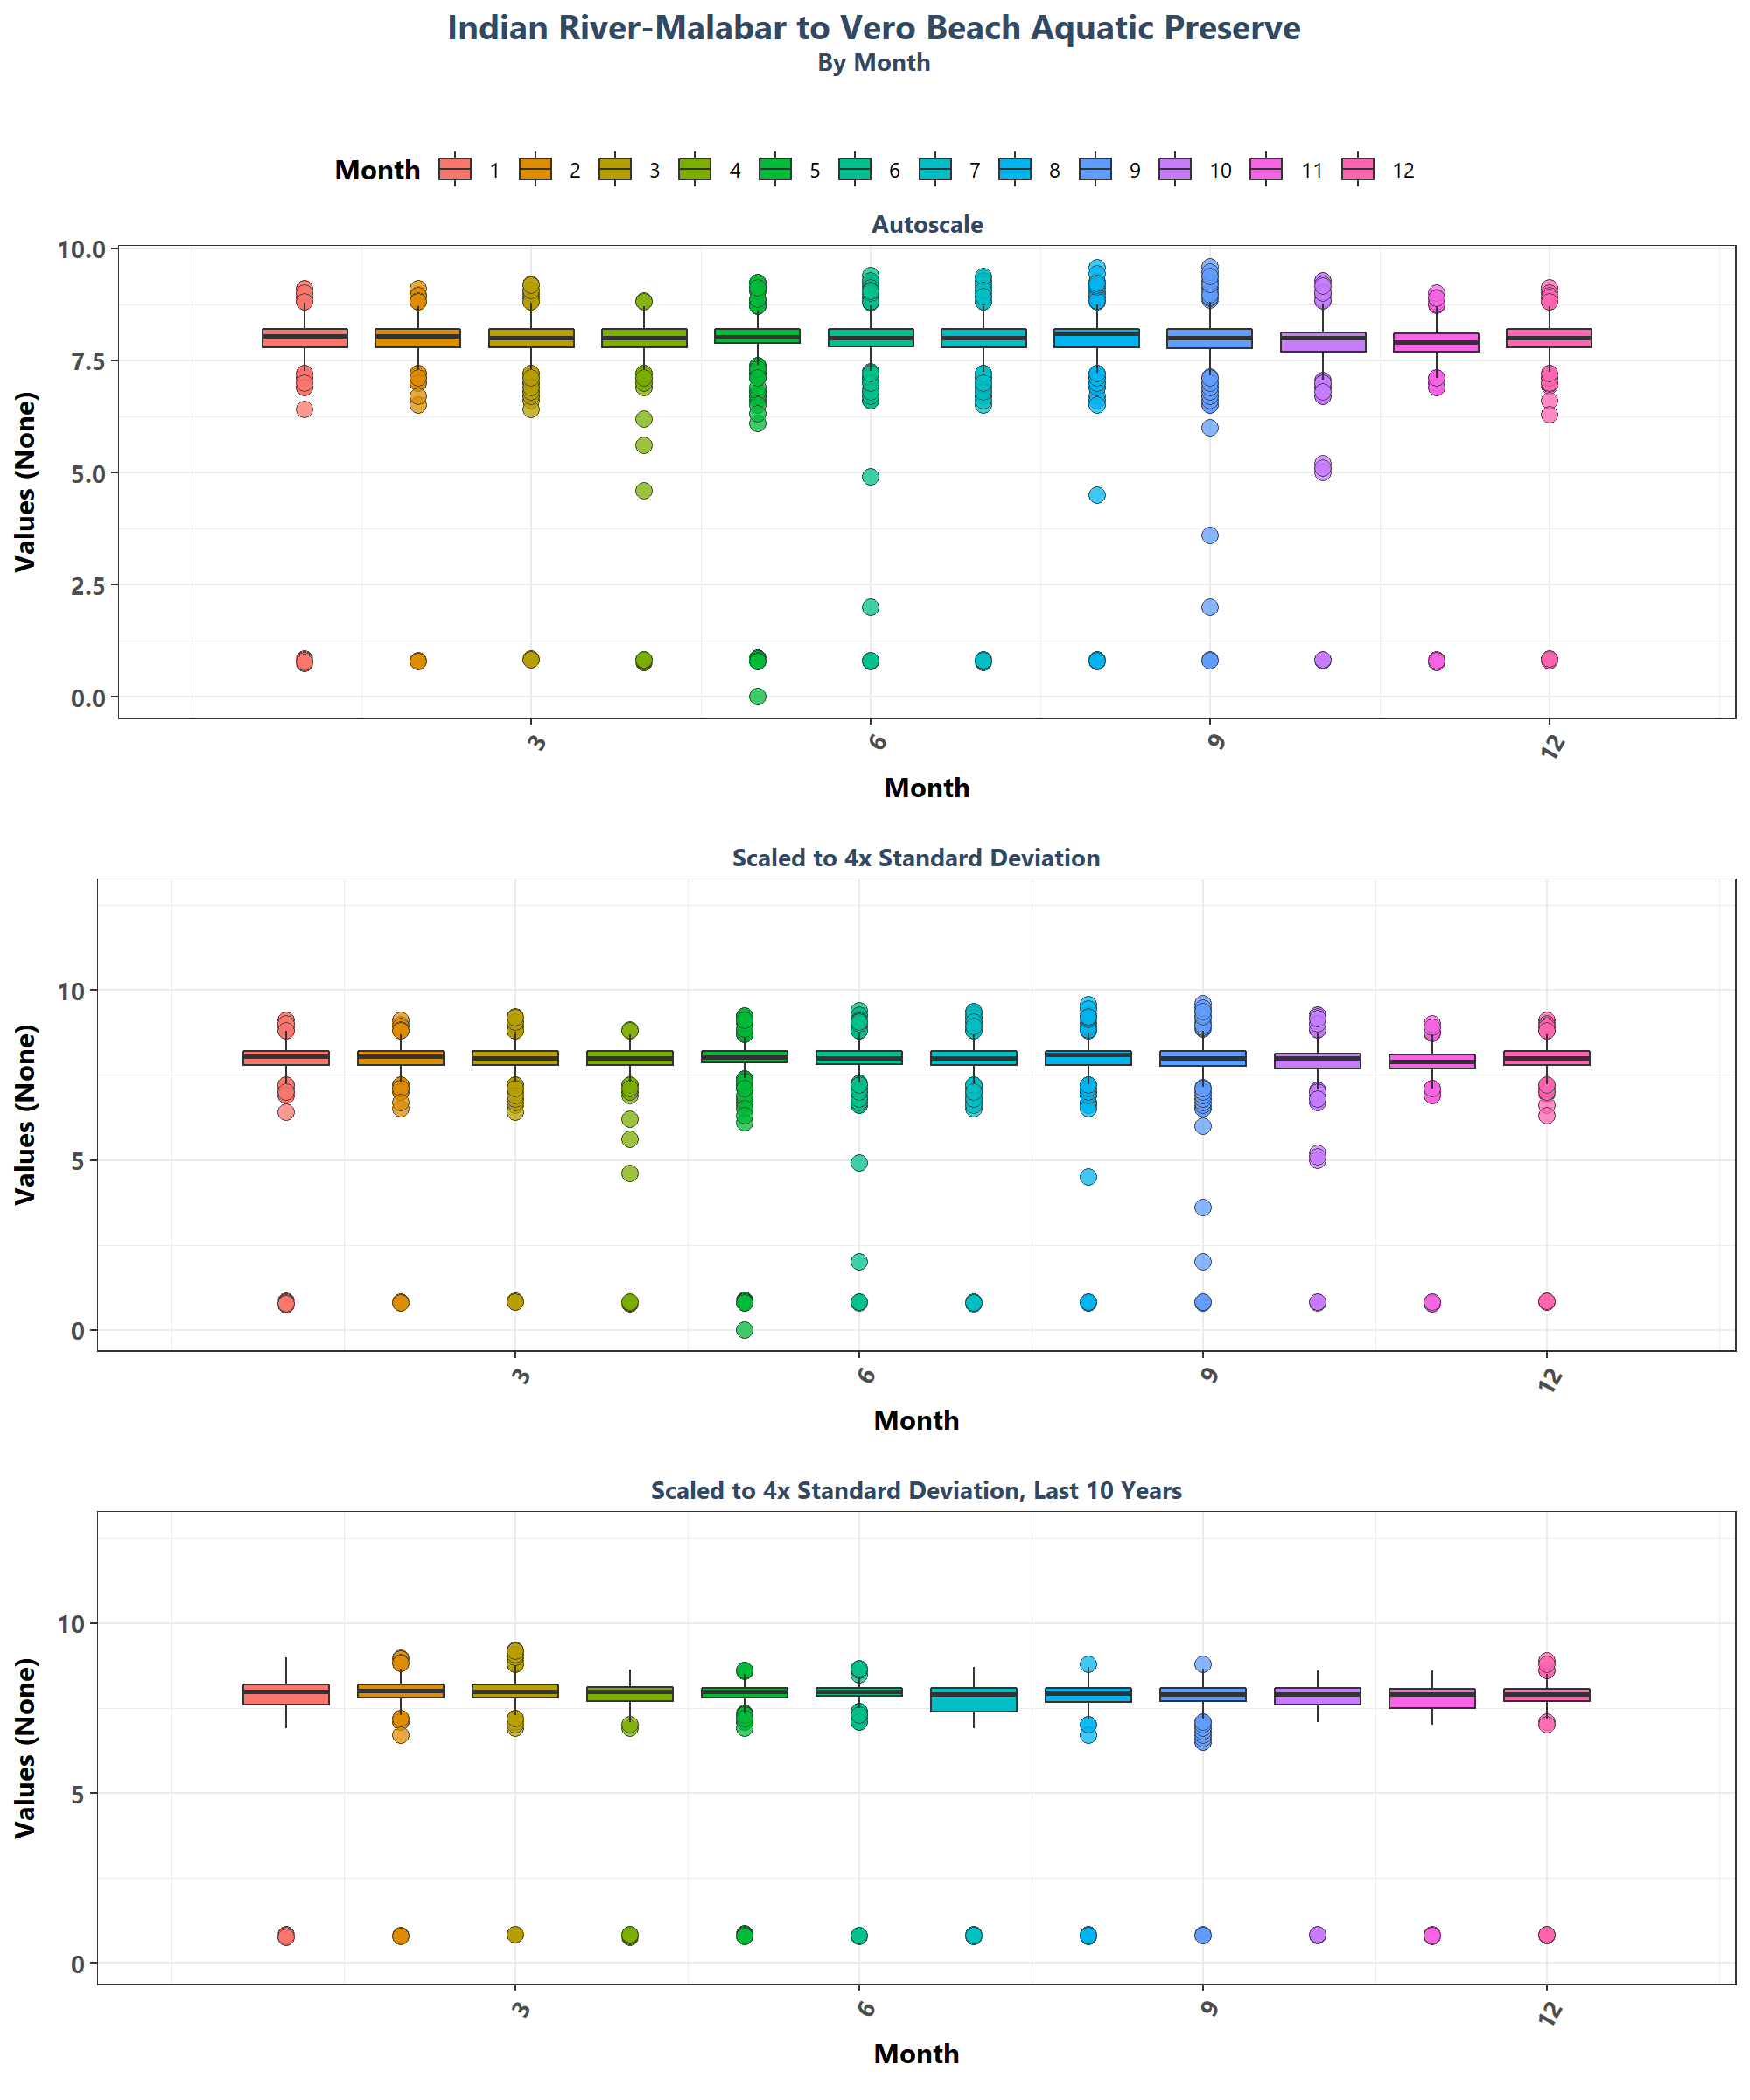 Indian River-Malabar to Vero Beach Aquatic Preserve
By Month
Month 1 2 3 4 5 6 7 8 9 10 11 12
Autoscale
10.0
7.5
5.0
2.5
0.0
Values (None)
3 6 9 12
Month
Scaled to 4x Standard Deviation
10
5
0
Values (None)
3 6 9 12
Month
Scaled to 4x Standard Deviation, Last 10 Years
10
5
0
Values (None)
3 6 9 12
Month